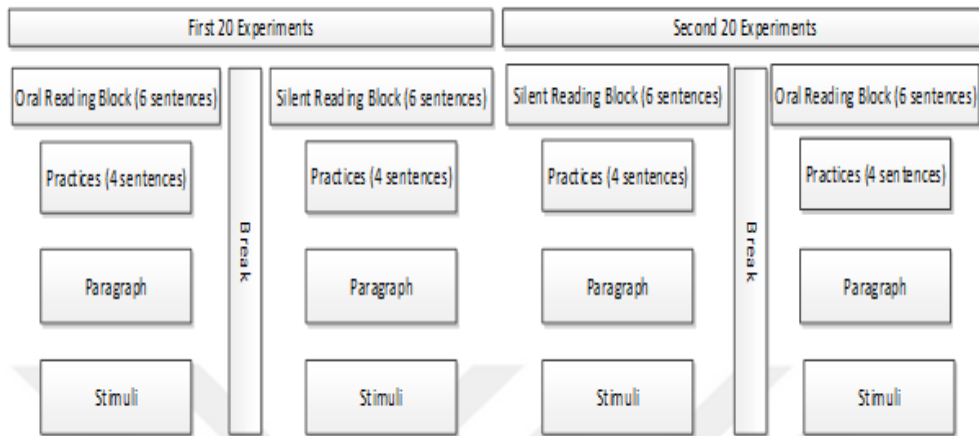 First 20 Experiments
Second 20 Experiments
Oral Reading Block (6 sentences)
Silent Reading Block (6 sentences)
Silent Reading Block (6 sentences)
Oral Reading Block (6 sentences)
Practices (4 sentences)
Practices (4 sentences)
Practices (4 sentences)
Practices (4 sentences)
Break
Break
Paragraph
Paragraph
Paragraph
Paragraph
Stimuli
Stimuli
Stimuli
Stimuli